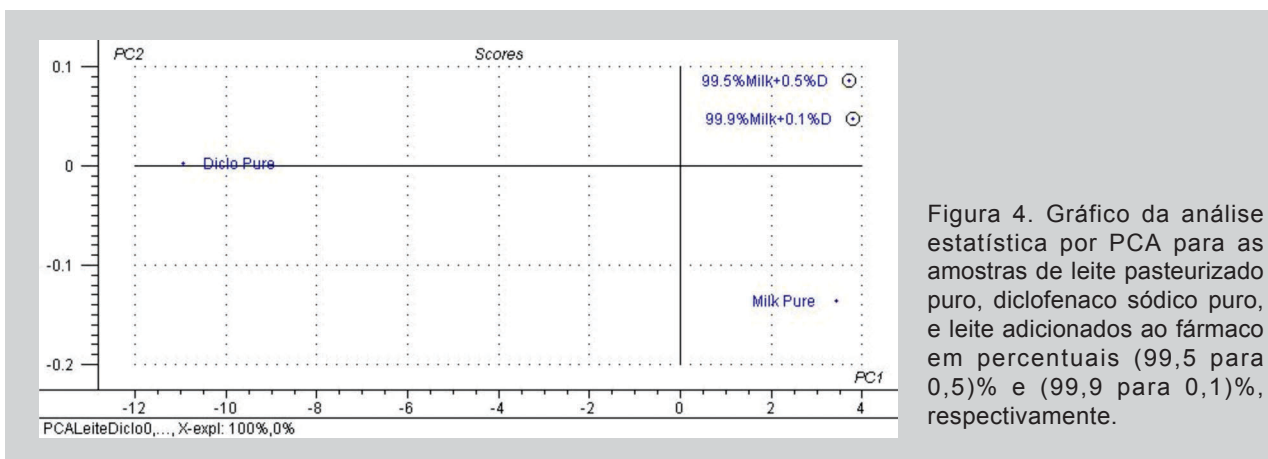 PC2
Scores
0.1
0
-0.1
-0.2
99.5%Milk+0.5%D
99.9%Milk+0.1%D
Diclo Pure
Milk Pure
PC1
-12 -10 -8 -6 -4 -2 0 2 4
PCALeiteDiclo0,..., X-expl: 100%,0%
Figura 4. Gráfico da análise
estatística por PCA para as
amostras de leite pasteurizado
puro, diclofenaco sódico puro,
e leite adicionados ao fármaco
em percentuais (99,5 para
0,5)% e (99,9 para 0,1)%,
respectivamente.